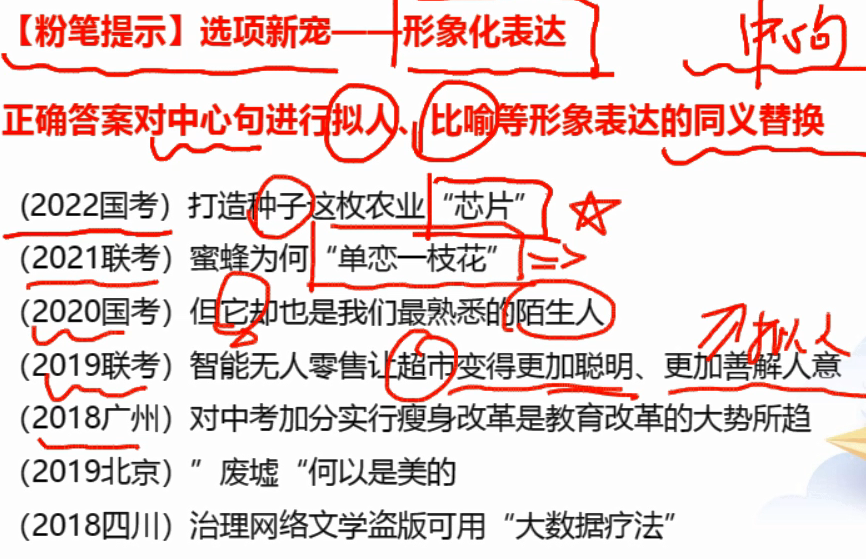 【粉笔提示】选项新宠——形象化表达
中心句
正确答案对中心句进行拟人、比喻等形象表达的同义替换
（2022国考）打造种子这枚农业“芯片”
（2021联考）蜜蜂为何“单恋一枝花”
（2020国考）但它却也是我们最熟悉的陌生人
拟人
（2019联考）智能无人零售让超市变得更加聪明、更加善解人意
（2018广州）对中考加分实行瘦身改革是教育改革的大势所趋
（2019北京）”废墟“何以是美的
（2018四川）治理网络文学盗版可用“大数据疗法”